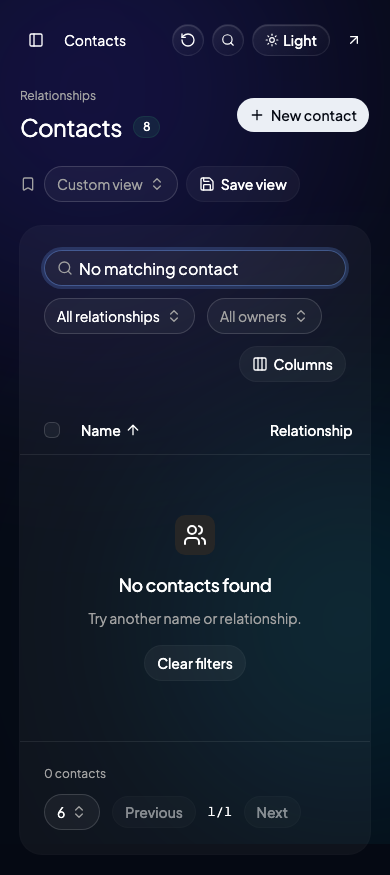 Contacts
Light
Relationships
Contacts 8
New contact
Custom view
Save view
No matching contact
All relationships
All owners
Columns
Name
Relationship
No contacts found
Try another name or relationship.
Clear filters
0 contacts
6
Previous
1/1
Next